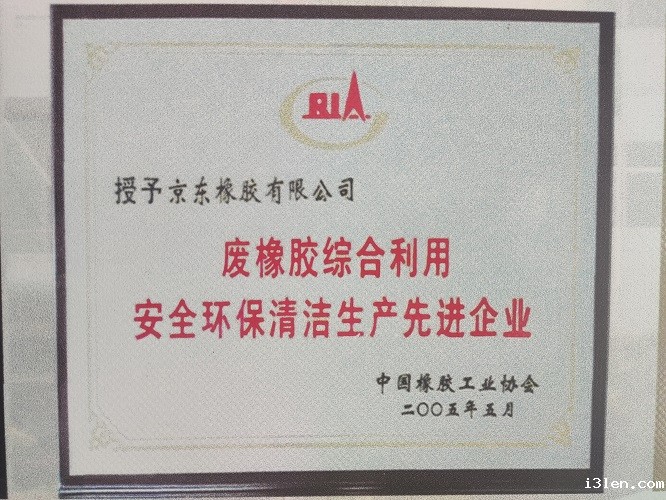 RIA
授予京东橡胶有限公司
废橡胶综合利用
安全环保清洁生产先进企业
中国橡胶工业协会
二〇〇五年五月
i3len.com